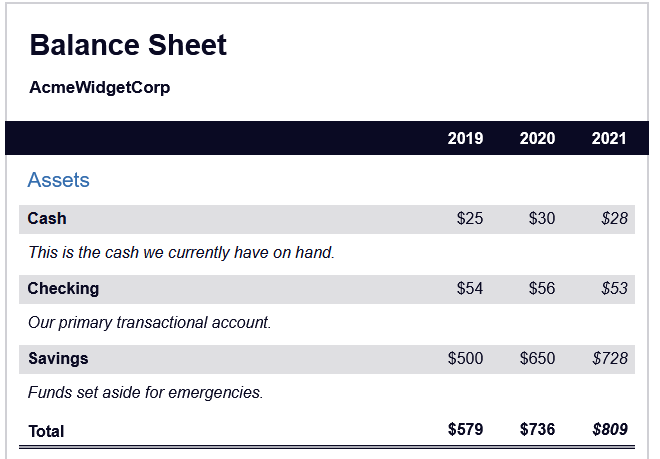 Balance Sheet
AcmeWidgetCorp
2019 2020 2021
Assets
Cash $25 $30 $28
This is the cash we currently have on hand.
Checking $54 $56 $53
Our primary transactional account.
Savings $500 $650 $728
Funds set aside for emergencies.
Total $579 $736 $809